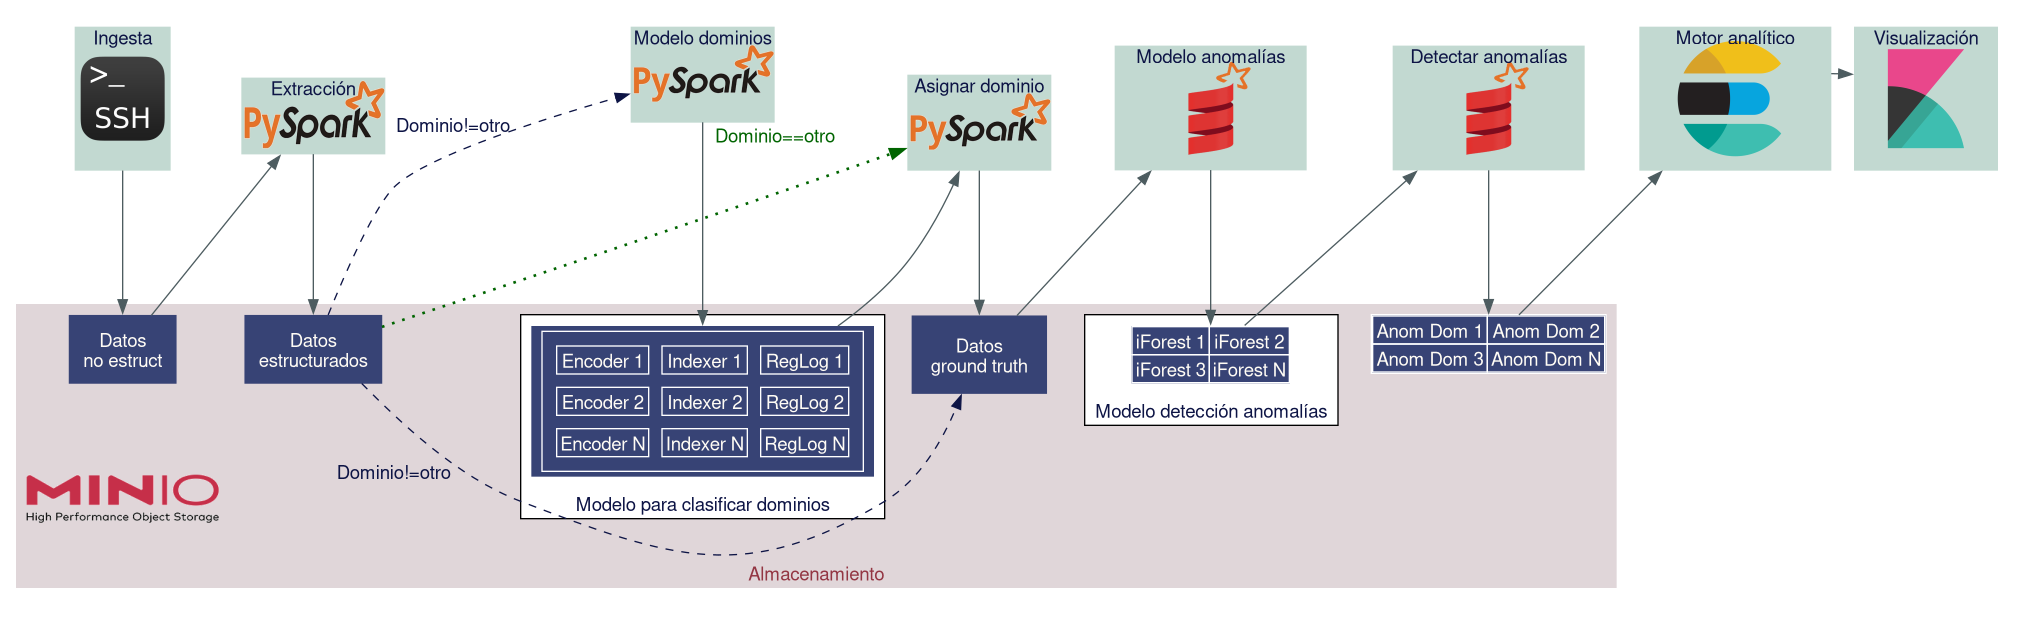 Ingesta
>_
SSH
Extracción
PySpark
Dominio!=otro
Modelo dominios
PySpark
Dominio==otro
Asignar dominio
PySpark
Modelo anomalías
Detectar anomalías
Motor analítico
Visualización
Datos
no estruct
Datos
estructurados
Encoder 1 Indexer 1 RegLog 1
Encoder 2 Indexer 2 RegLog 2
Encoder N Indexer N RegLog N
Modelo para clasificar dominios
Datos
ground truth
iForest 1 iForest 2
iForest 3 iForest N
Modelo detección anomalías
Anom Dom 1 Anom Dom 2
Anom Dom 3 Anom Dom N
Dominio!=otro
MINIO
High Performance Object Storage
Almacenamiento